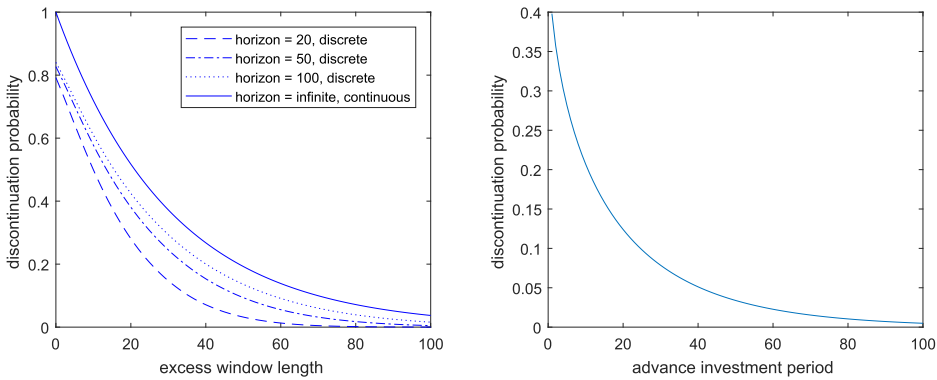 1
0.8
0.6
0.4
0.2
0
0 20 40 60 80 100
discontinuation probability
excess window length
horizon = 20, discrete
horizon = 50, discrete
horizon = 100, discrete
horizon = infinite, continuous
0.4
0.35
0.3
0.25
0.2
0.15
0.1
0.05
0
0 20 40 60 80 100
discontinuation probability
advance investment period